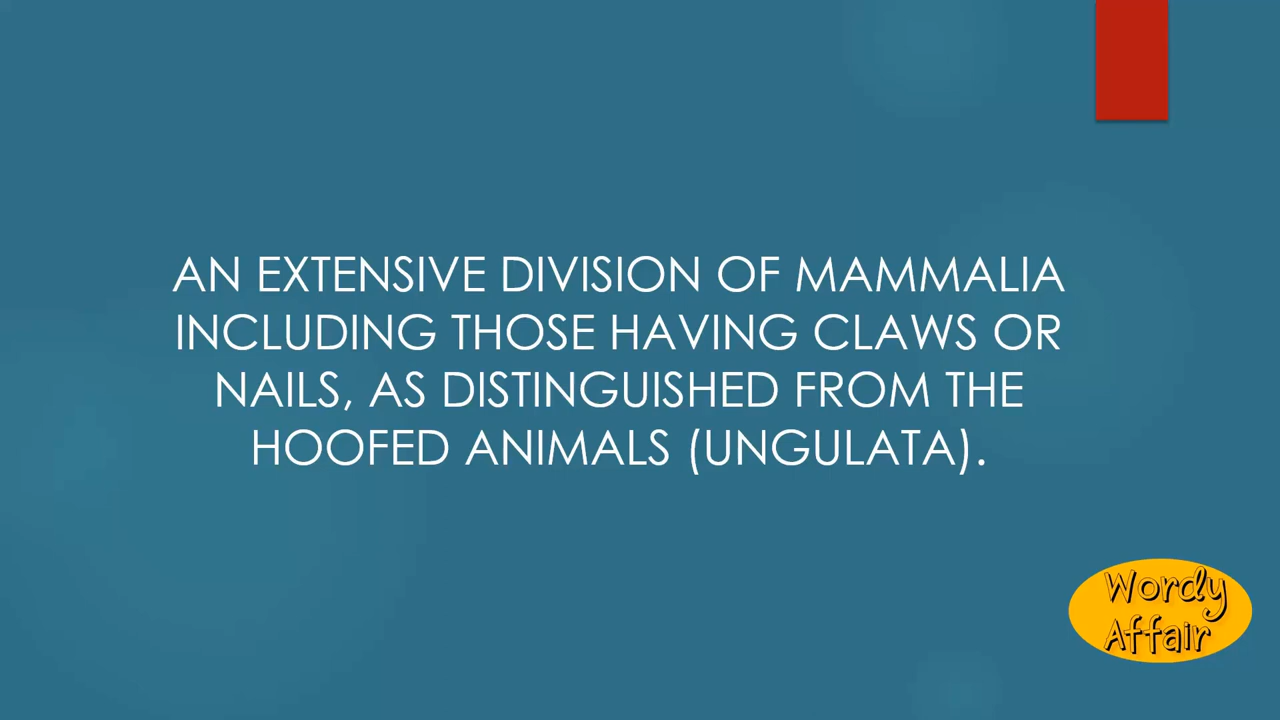 AN EXTENSIVE DIVISION OF MAMMALIA
INCLUDING THOSE HAVING CLAWS OR
NAILS, AS DISTINGUISHED FROM THE
HOOFED ANIMALS (UNGULATA).
Wordy
Affair